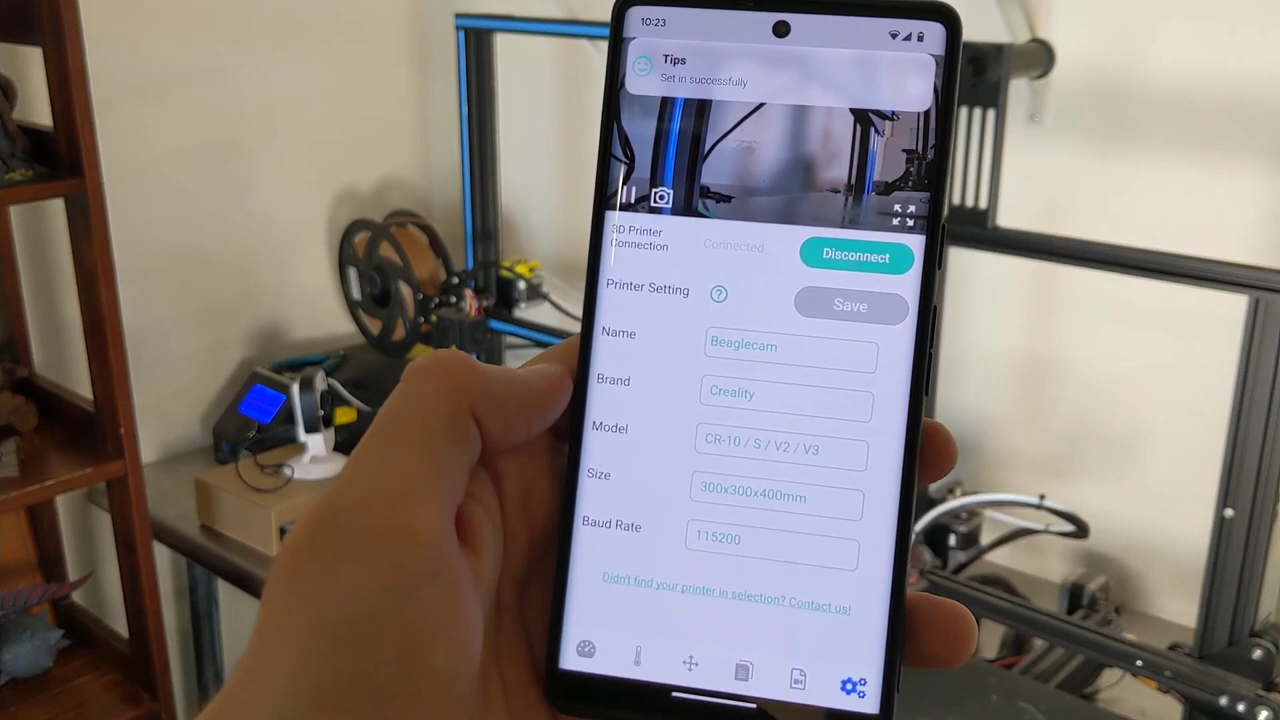 10:23
Tips
Set in successfully
3D Printer
Connection
Connected
Disconnect
Printer Setting
?
Save
Name
Beaglecam
Brand
Creality
Model
CR-10 / S / V2 / V3
Size
300x300x400mm
Baud Rate
115200
Didn't find your printer in selection? Contact us!